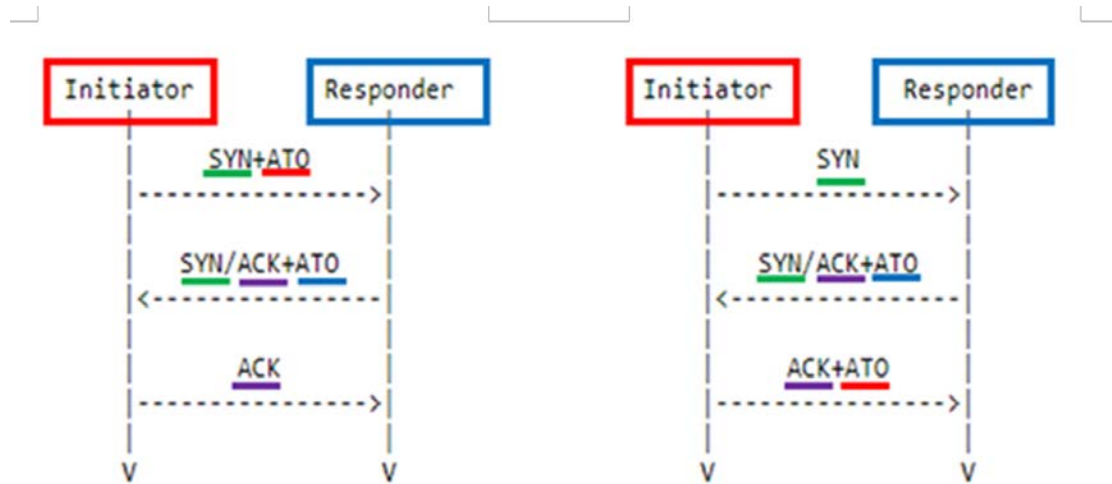 Initiator Responder
SYN+ATO
------------------>
SYN/ACK+ATO
<------------------
ACK
------------------>
V V
Initiator Responder
SYN
------------------>
SYN/ACK+ATO
<------------------
ACK+ATO
------------------>
V V